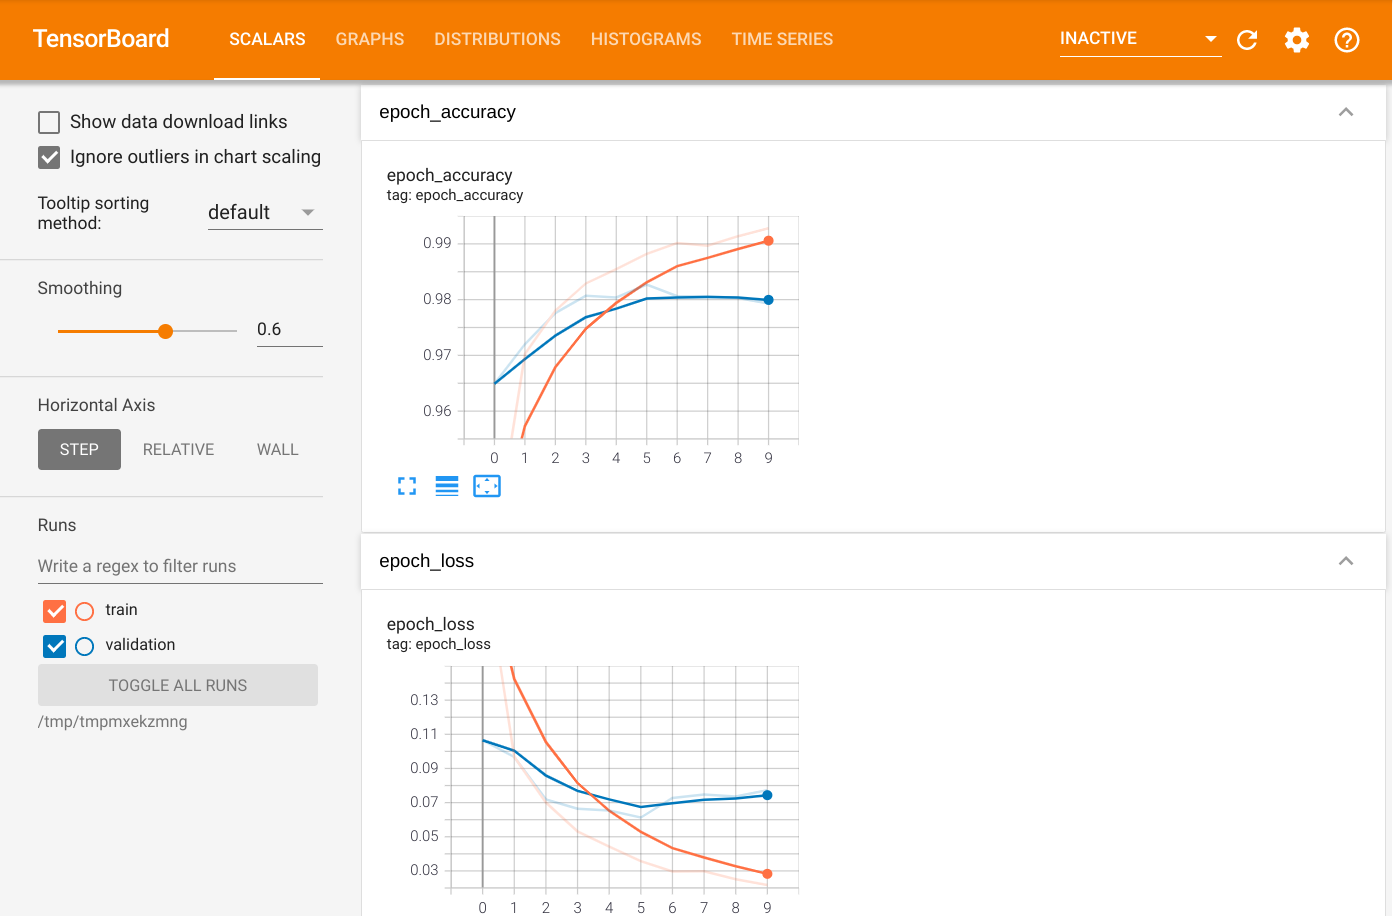 TensorBoard
SCALARS
GRAPHS
DISTRIBUTIONS
HISTOGRAMS
TIME SERIES
INACTIVE
Show data download links
Ignore outliers in chart scaling
Tooltip sorting
method:
default
Smoothing
0.6
Horizontal Axis
STEP
RELATIVE
WALL
Runs
Write a regex to filter runs
train
validation
TOGGLE ALL RUNS
/tmp/tmpmxekzmng
epoch_accuracy
epoch_accuracy
tag: epoch_accuracy
0.99
0.98
0.97
0.96
0 1 2 3 4 5 6 7 8 9
epoch_loss
epoch_loss
tag: epoch_loss
0.13
0.11
0.09
0.07
0.05
0.03
0 1 2 3 4 5 6 7 8 9